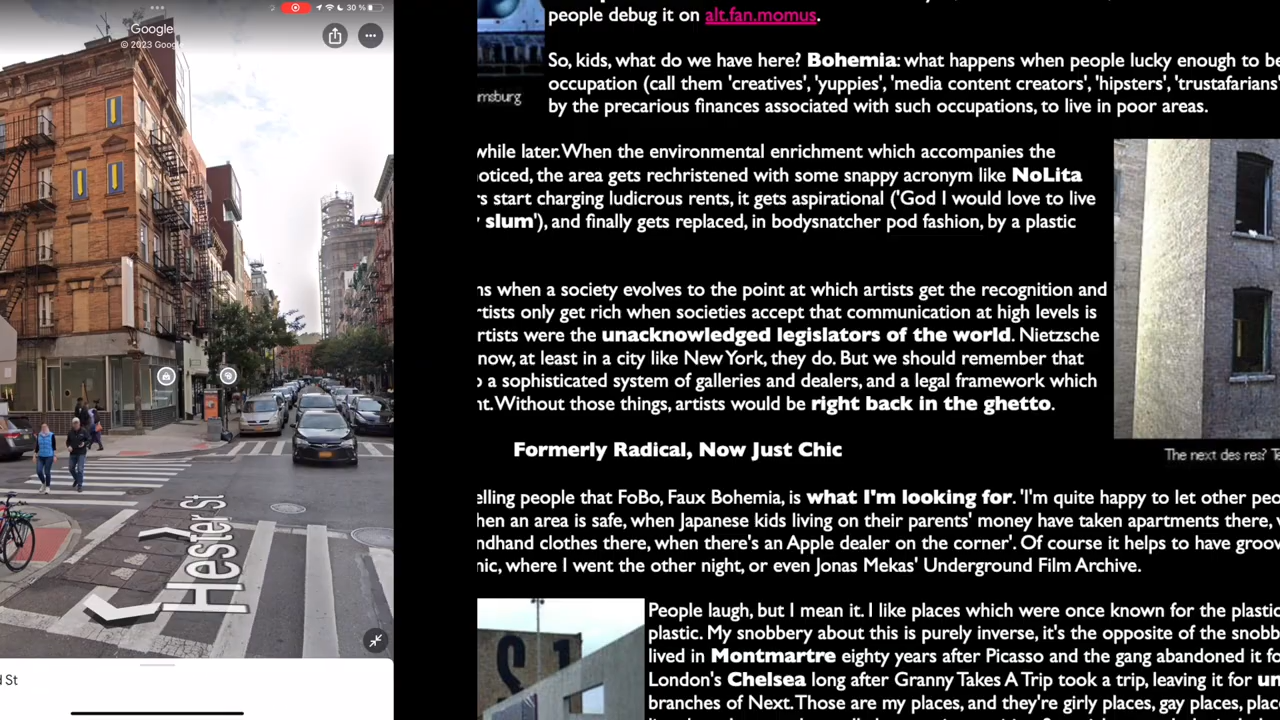 30 %
Google
© 2023 Goog
Hester St
d St
people debug it on alt.fan.momus.
So, kids, what do we have here? Bohemia: what happens when people lucky enough to be
occupation (call them 'creatives', 'yuppies', 'media content creators', 'hipsters', 'trustafarians'
by the precarious finances associated with such occupations, to live in poor areas.
msburg
while later. When the environmental enrichment which accompanies the
noticed, the area gets rechristened with some snappy acronym like NoLita
rs start charging ludicrous rents, it gets aspirational ('God I would love to live
slum'), and finally gets replaced, in bodysnatcher pod fashion, by a plastic
ns when a society evolves to the point at which artists get the recognition and
rtists only get rich when societies accept that communication at high levels is
rtists were the unacknowledged legislators of the world. Nietzsche
now, at least in a city like New York, they do. But we should remember that
o a sophisticated system of galleries and dealers, and a legal framework which
nt. Without those things, artists would be right back in the ghetto.
The next des res?
Formerly Radical, Now Just Chic
elling people that FoBo, Faux Bohemia, is what I'm looking for. 'I'm quite happy to let other peo
hen an area is safe, when Japanese kids living on their parents' money have taken apartments there,
ndhand clothes there, when there's an Apple dealer on the corner'. Of course it helps to have groov
nic, where I went the other night, or even Jonas Mekas' Underground Film Archive.
People laugh, but I mean it. I like places which were once known for the plastic
plastic. My snobbery about this is purely inverse, it's the opposite of the snobb
lived in Montmartre eighty years after Picasso and the gang abandoned it fo
London's Chelsea long after Granny Takes A Trip took a trip, leaving it for un
branches of Next. Those are my places, and they're girly places, gay places, plac